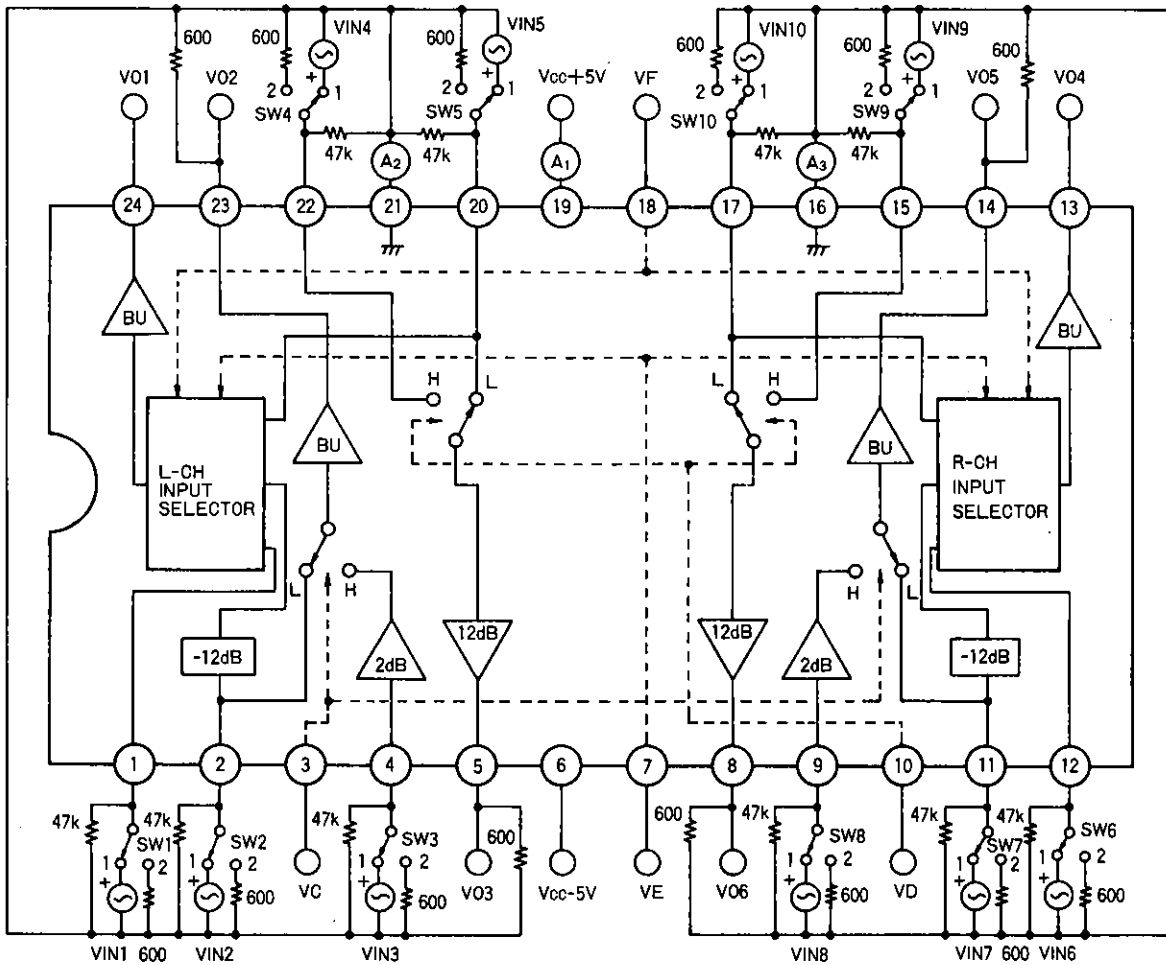 VIN4
VIN5
VIN10
VIN9
600
600
600
600
600
600
VO1
VO2
+
+
Vcc+5V
VF
+
+
VO5
VO4
2
1
2
1
2
1
2
1
SW4
SW5
SW10
SW9
47k
47k
47k
47k
A2
A1
A3
24
23
22
21
20
19
18
17
16
15
14
13
BU
BU
H
L
L
H
L-CH
INPUT
SELECTOR
BU
BU
R-CH
INPUT
SELECTOR
L
H
H
L
-12dB
2dB
12dB
12dB
2dB
-12dB
1
2
3
4
5
6
7
8
9
10
11
12
47k
SW1
47k
SW2
47k
SW3
600
600
47k
SW8
47k
SW7
47k
SW6
1
2
1
2
1
2
1
2
1
2
1
2
+
+
+
+
+
+
600
600
600
600
VC
VO3
Vcc-5V
VE
VO6
VD
VIN1
600
VIN2
VIN3
VIN8
VIN7
600
VIN6